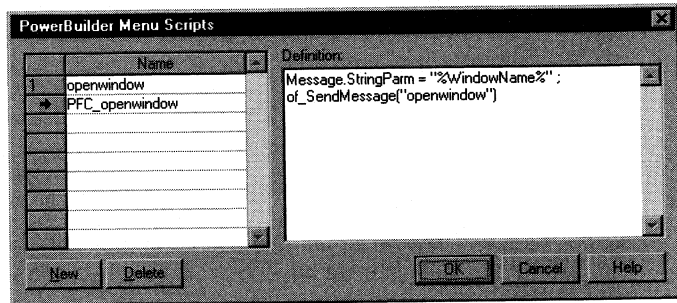 PowerBuilder Menu Scripts
Name
1 openwindow
PFC_openwindow
New
Delete
Definition:
Message.StringParm = "%WindowName%" ;
of_SendMessage("openwindow")
OK
Cancel
Help